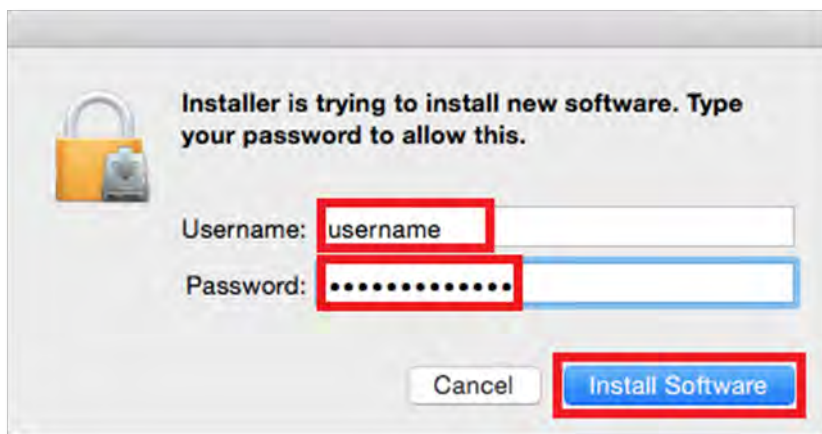 Installer is trying to install new software. Type
your password to allow this.
Username: username
Password: •••••••••••••
Cancel Install Software